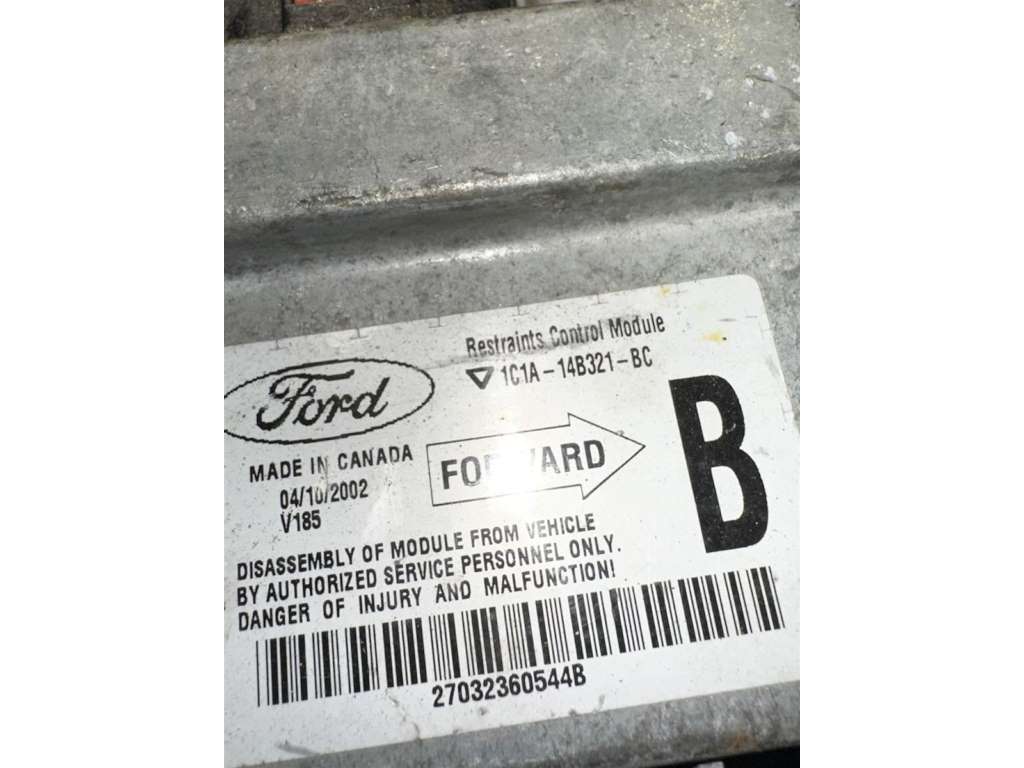 Restraints Control Module
1C1A-14B321-BC
Ford
MADE IN CANADA
04/10/2002
V185
FORWARD
B
DISASSEMBLY OF MODULE FROM VEHICLE
BY AUTHORIZED SERVICE PERSONNEL ONLY.
DANGER OF INJURY AND MALFUNCTION!
27032360544B